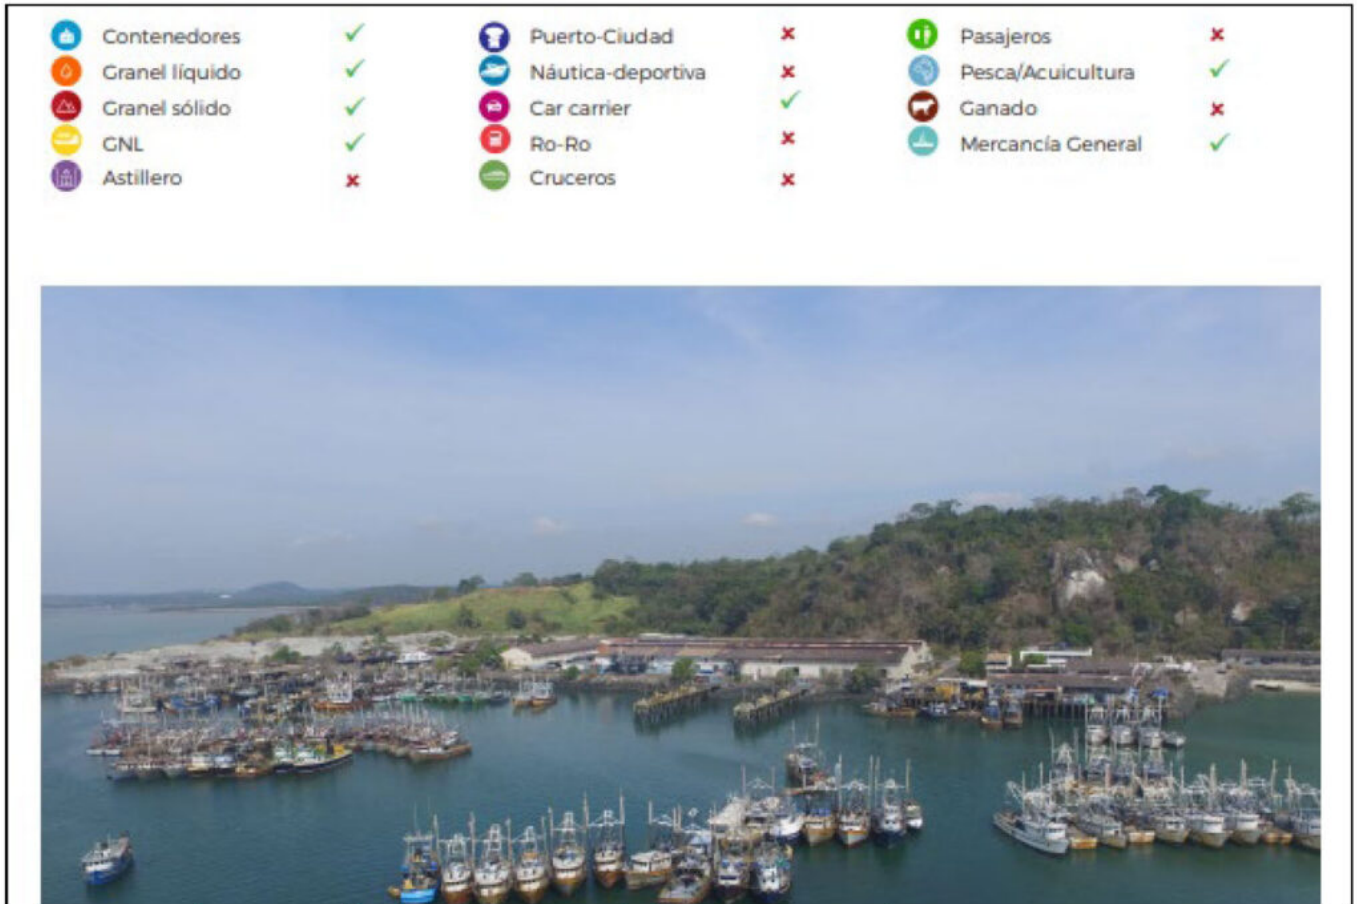 Contenedores ✓
Granel líquido ✓
Granel sólido ✓
GNL ✓
Astillero ✗
Puerto-Ciudad ✗
Náutica-deportiva ✗
Car carrier ✓
Ro-Ro ✗
Cruceros ✗
Pasajeros ✗
Pesca/Acuicultura ✓
Ganado ✗
Mercancía General ✓